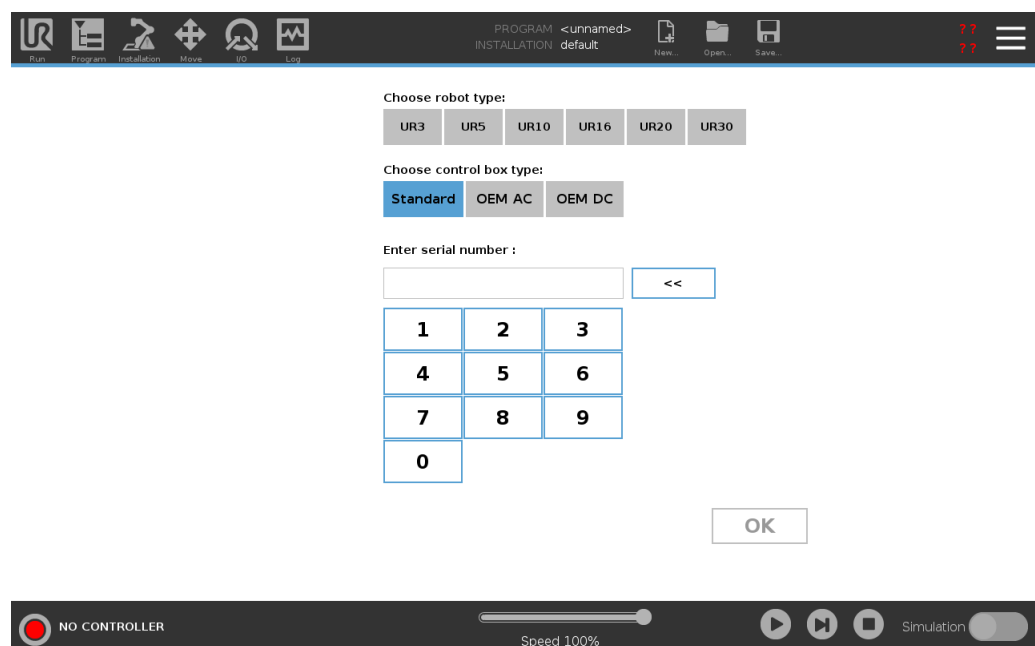 PROGRAM <unnamed>
INSTALLATION default
?? 
??
Run Program Installation Move I/O Log New... Open... Save...
Choose robot type:
UR3 UR5 UR10 UR16 UR20 UR30
Choose control box type:
Standard OEM AC OEM DC
Enter serial number :
<<
1 2 3
4 5 6
7 8 9
0
OK
NO CONTROLLER
Speed 100%
Simulation